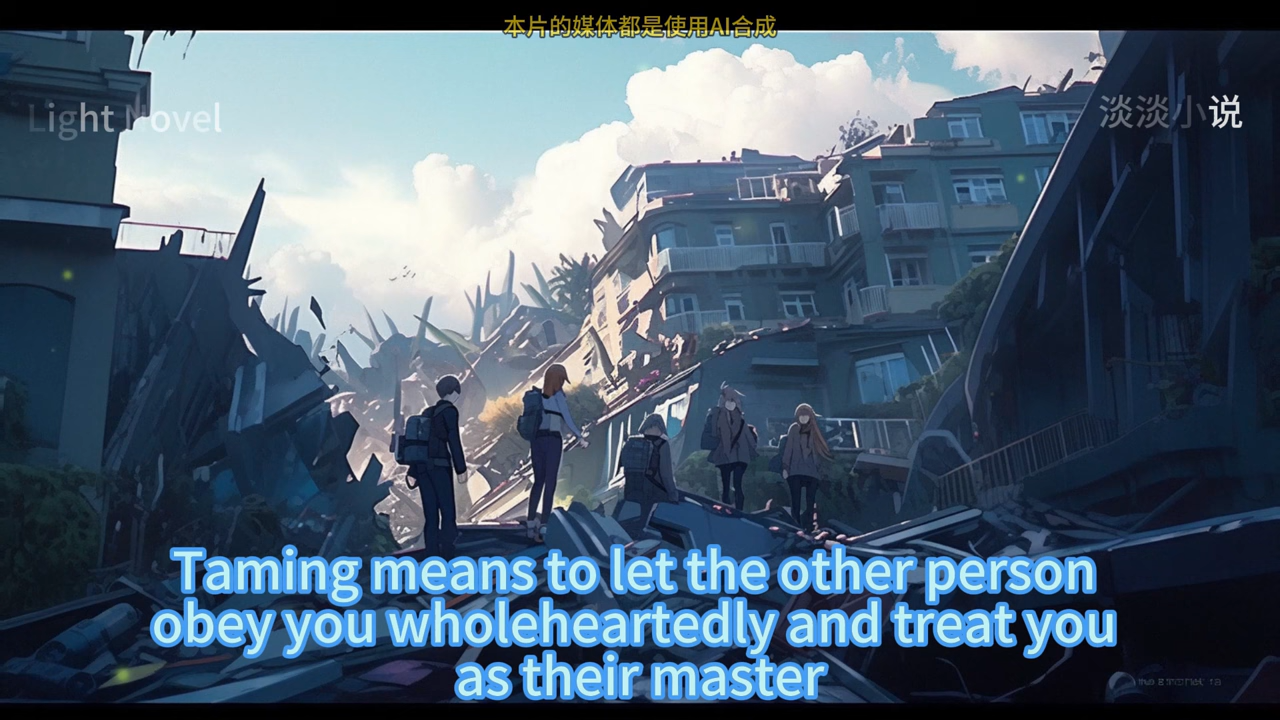 本片的媒体都是使用AI合成
Light Novel
淡淡小说
Taming means to let the other person
obey you wholeheartedly and treat you
as their master